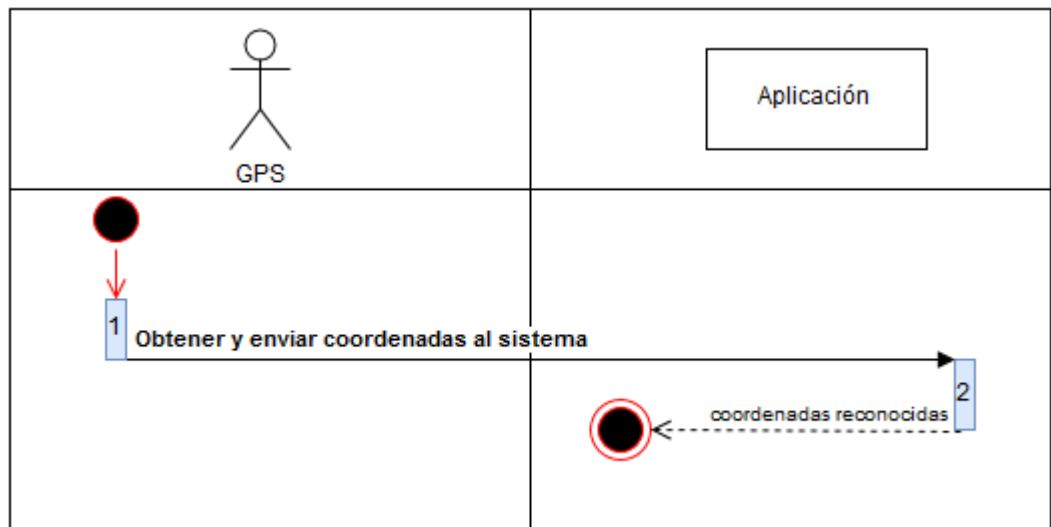 GPS
Aplicación
1
Obtener y enviar coordenadas al sistema
2
coordenadas reconocidas